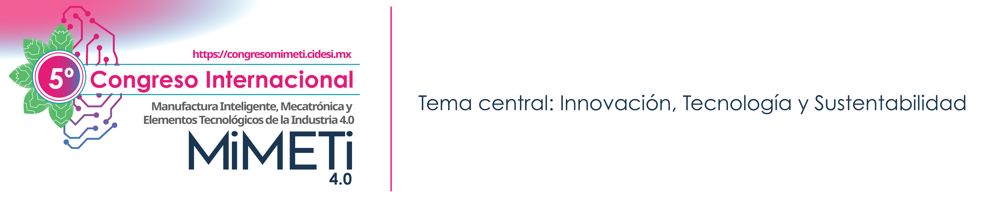 https://congresomimeti.cidesi.mx
5º Congreso Internacional
Manufactura Inteligente, Mecatrónica y
Elementos Tecnológicos de la Industria 4.0
MiMETi
4.0
Tema central: Innovación, Tecnología y Sustentabilidad